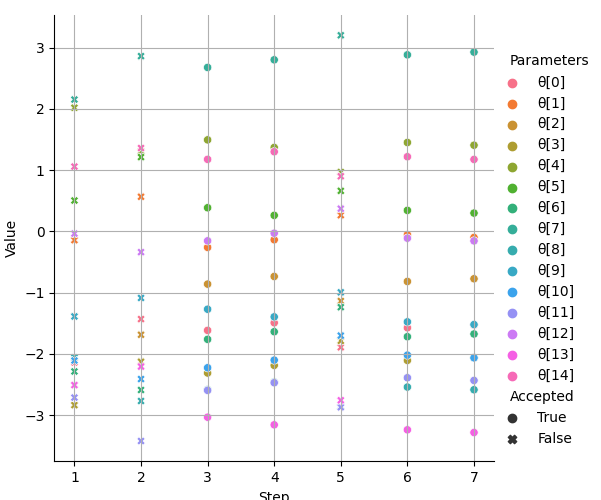 3
2
1
0
−1
−2
−3
Value
1 2 3 4 5 6 7
Step
Parameters
θ[0]
θ[1]
θ[2]
θ[3]
θ[4]
θ[5]
θ[6]
θ[7]
θ[8]
θ[9]
θ[10]
θ[11]
θ[12]
θ[13]
θ[14]
Accepted
True
False